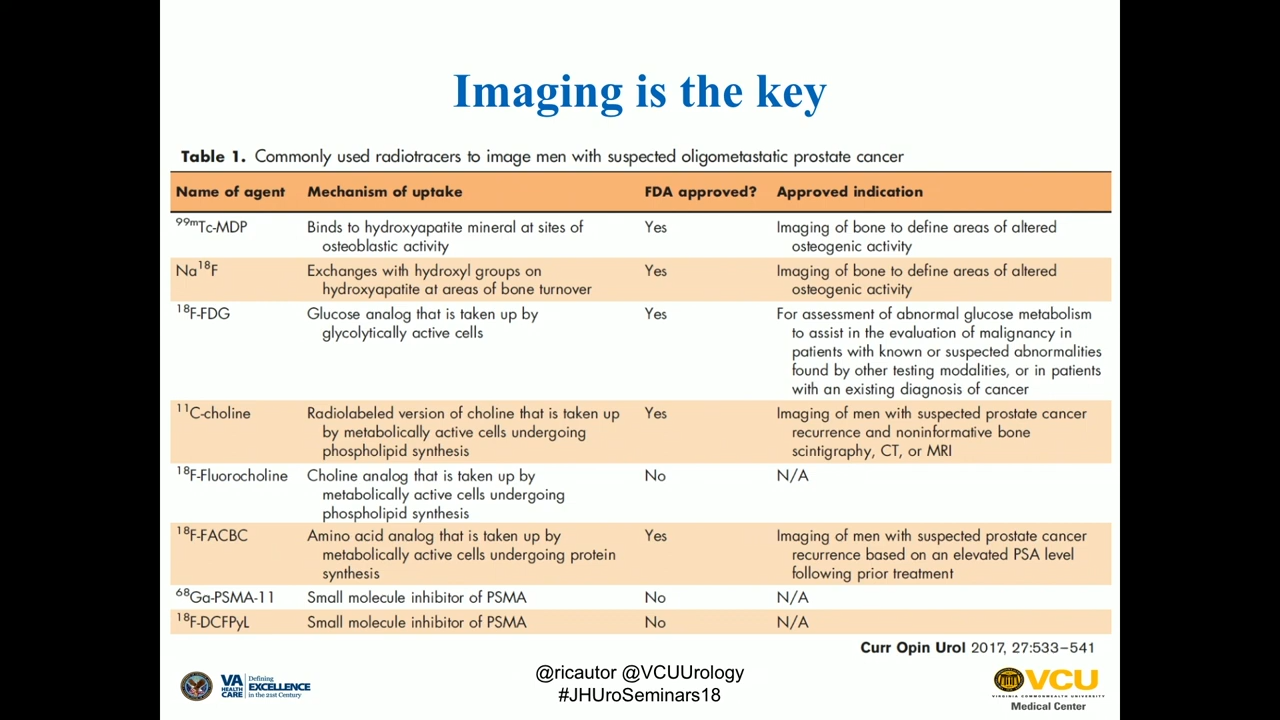 Imaging is the key
Table 1. Commonly used radiotracers to image men with suspected oligometastatic prostate cancer
Name of agent Mechanism of uptake FDA approved? Approved indication
99mTc-MDP Binds to hydroxyapatite mineral at sites of Yes Imaging of bone to define areas of altered
osteoblastic activity osteogenic activity
Na18F Exchanges with hydroxyl groups on Yes Imaging of bone to define areas of altered
hydroxyapatite at areas of bone turnover osteogenic activity
18F-FDG Glucose analog that is taken up by Yes For assessment of abnormal glucose metabolism
glycolytically active cells to assist in the evaluation of malignancy in
patients with known or suspected abnormalities
found by other testing modalities, or in patients
with an existing diagnosis of cancer
11C-choline Radiolabeled version of choline that is taken up Yes Imaging of men with suspected prostate cancer
by metabolically active cells undergoing recurrence and noninformative bone
phospholipid synthesis scintigraphy, CT, or MRI
18F-Fluorocholine Choline analog that is taken up by No N/A
metabolically active cells undergoing
phospholipid synthesis
18F-FACBC Amino acid analog that is taken up by Yes Imaging of men with suspected prostate cancer
metabolically active cells undergoing protein recurrence based on an elevated PSA level
synthesis following prior treatment
68Ga-PSMA-11 Small molecule inhibitor of PSMA No N/A
18F-DCFPyL Small molecule inhibitor of PSMA No N/A
Curr Opin Urol 2017, 27:533–541
@ricautor @VCUUrology
#JHUroSeminars18
VA
HEALTH
CARE
Defining
EXCELLENCE
in the 21st Century
VCU
VIRGINIA COMMONWEALTH UNIVERSITY
Medical Center